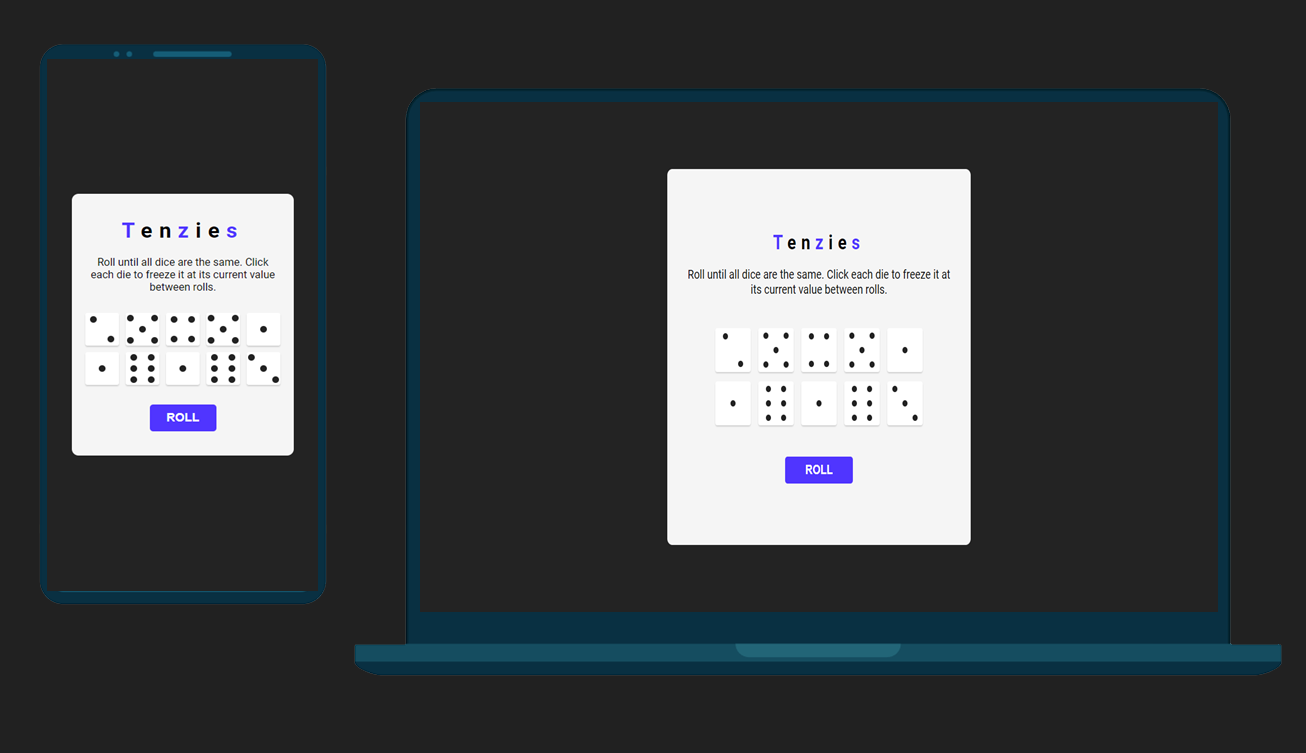 Tenzies
Roll until all dice are the same. Click
each die to freeze it at its current value
between rolls.
ROLL
Tenzies
Roll until all dice are the same. Click each die to freeze it at
its current value between rolls.
ROLL